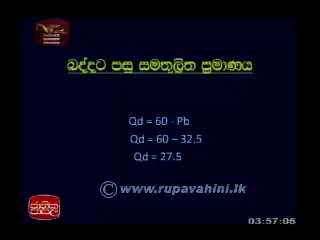 බද්දට පසු සමතුලිත ප්‍රමාණය
Qd = 60 - Pb
Qd = 60 – 32.5
Qd = 27.5
© www.rupavahini.lk
03:57:05